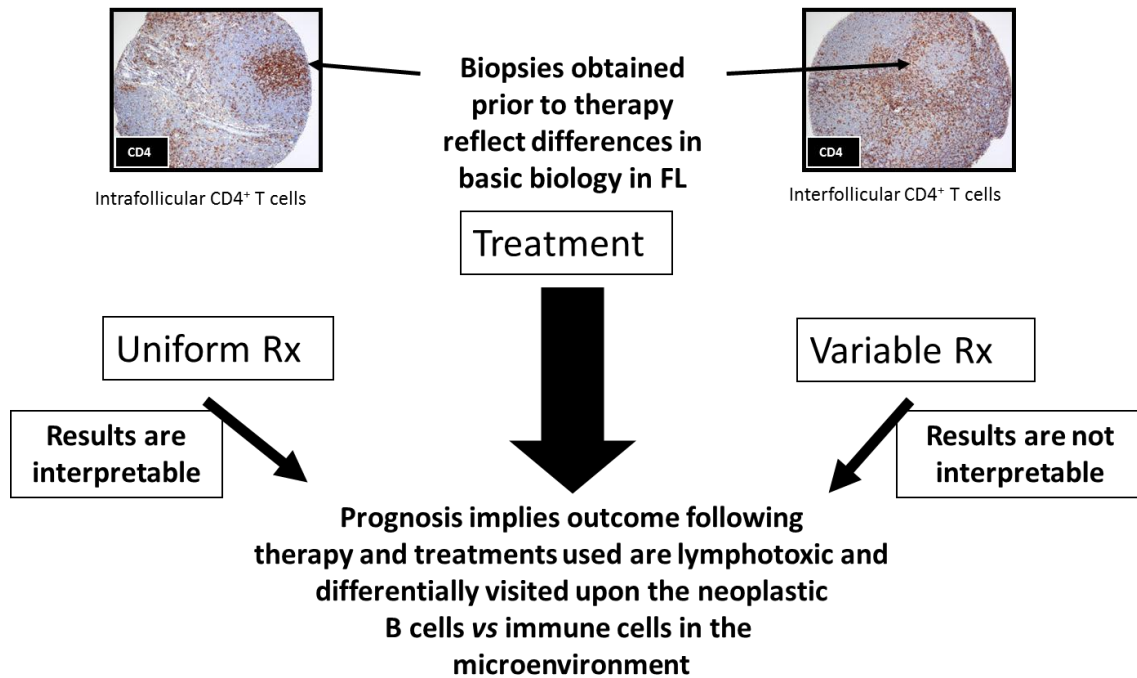 CD4
Intrafollicular CD4⁺ T cells
Biopsies obtained
prior to therapy
reflect differences in
basic biology in FL
CD4
Interfollicular CD4⁺ T cells
Treatment
Uniform Rx
Variable Rx
Results are
interpretable
Results are not
interpretable
Prognosis implies outcome following
therapy and treatments used are lymphotoxic and
differentially visited upon the neoplastic
B cells vs immune cells in the
microenvironment